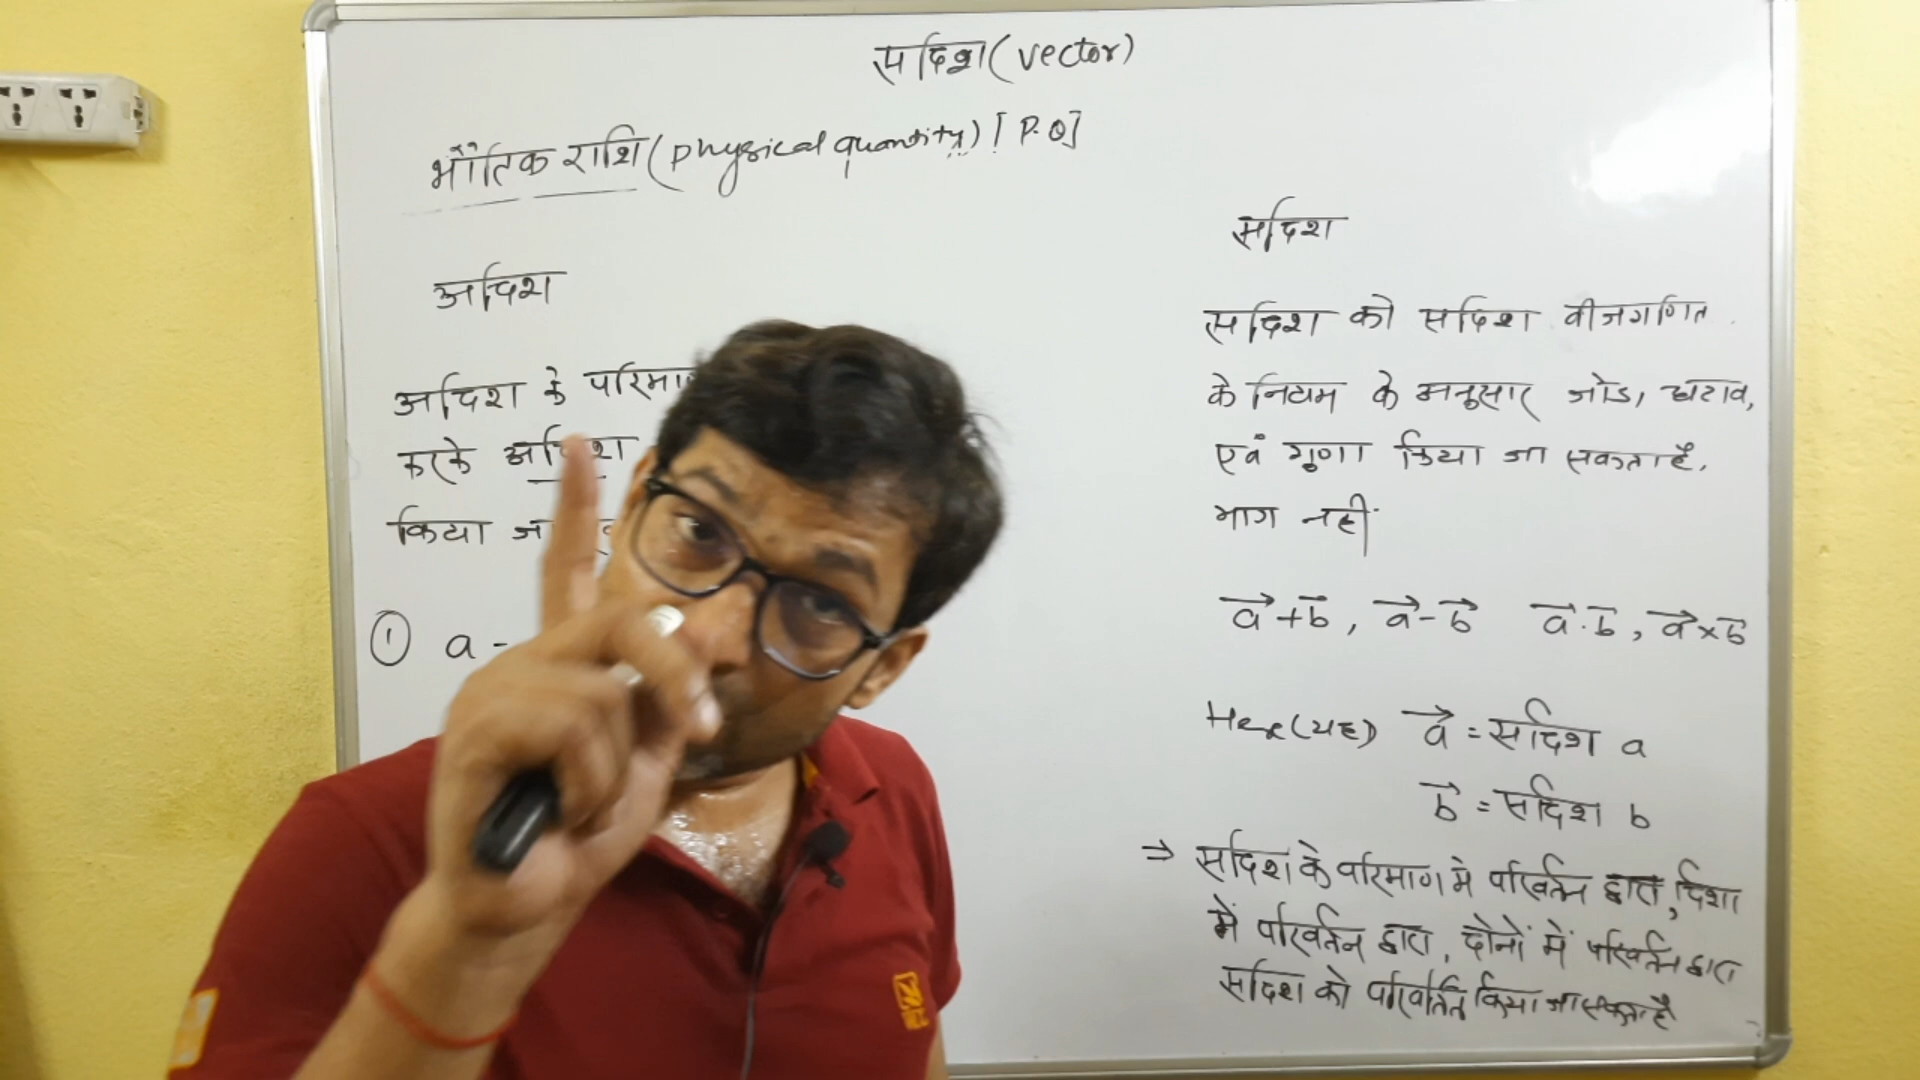 सदिश (vector)
भौतिक राशि (physical quantity) [P.Q]
अदिश
अदिश के
करके अदिश
किया
① a -
सदिश
सदिश को सदिश बीजगणित
के नियम के अनुसार जोड, घटाव,
एवं गुणा किया जा सकता है,
भाग नहीं
a⃗ + b⃗ , a⃗ - b⃗ a⃗ . b⃗ , a⃗ × b⃗
Here (यह) a⃗ = सदिश a
b⃗ = सदिश b
⇒ सदिश के परिमाण मे परिवर्तन द्वारा, दिशा
में परिवर्तन द्वारा, दोनों में परिवर्तन द्वारा
सदिश को परिवर्तित किया जा सकता है